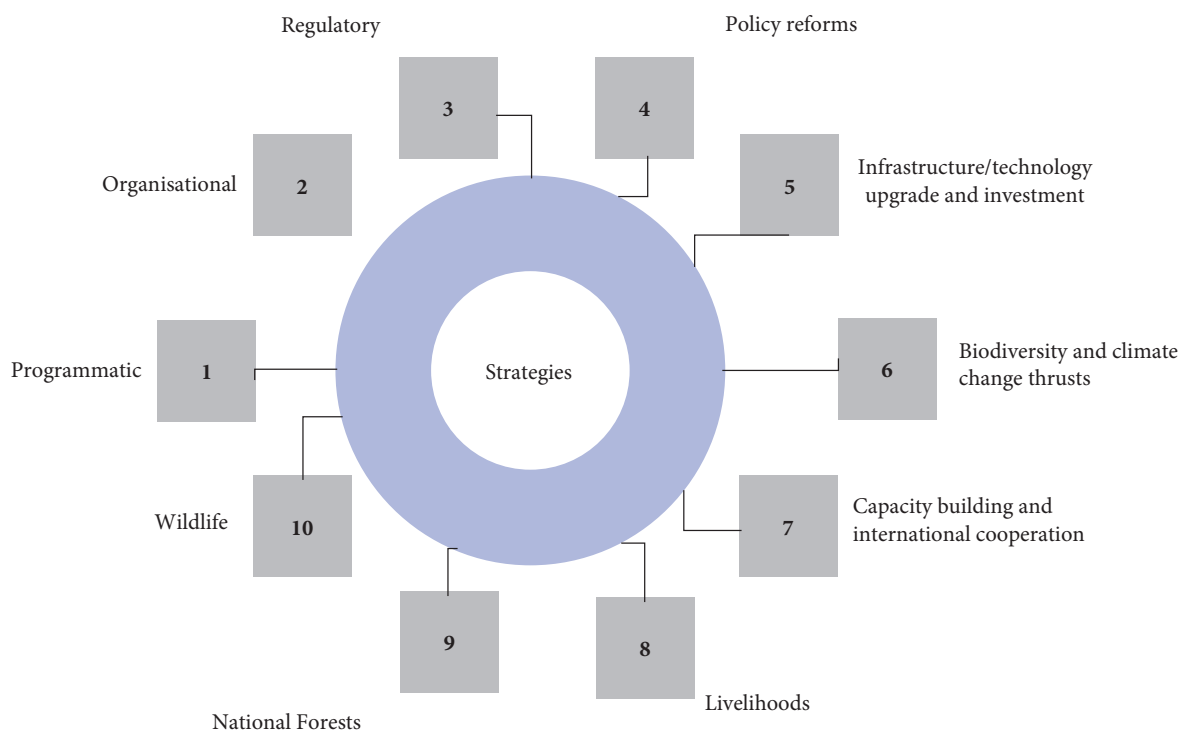 Regulatory
Policy reforms
3
4
Organisational
2
5
Infrastructure/technology
upgrade and investment
Programmatic
1
Strategies
6
Biodiversity and climate
change thrusts
Wildlife
10
7
Capacity building and
international cooperation
9
8
National Forests
Livelihoods